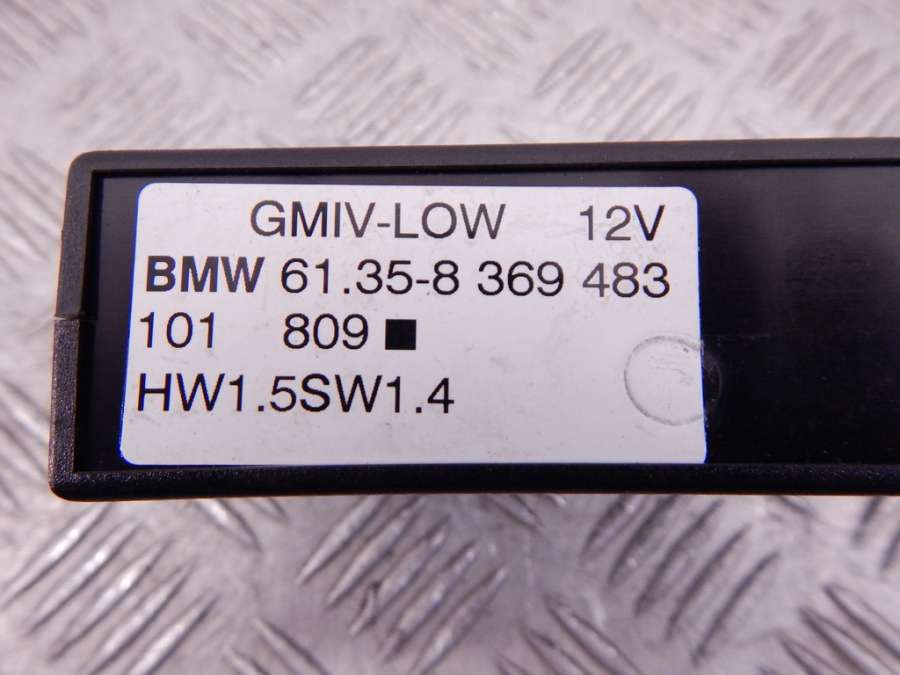 GMIV-LOW 12V
BMW 61.35-8 369 483
101 809 ■
HW1.5SW1.4